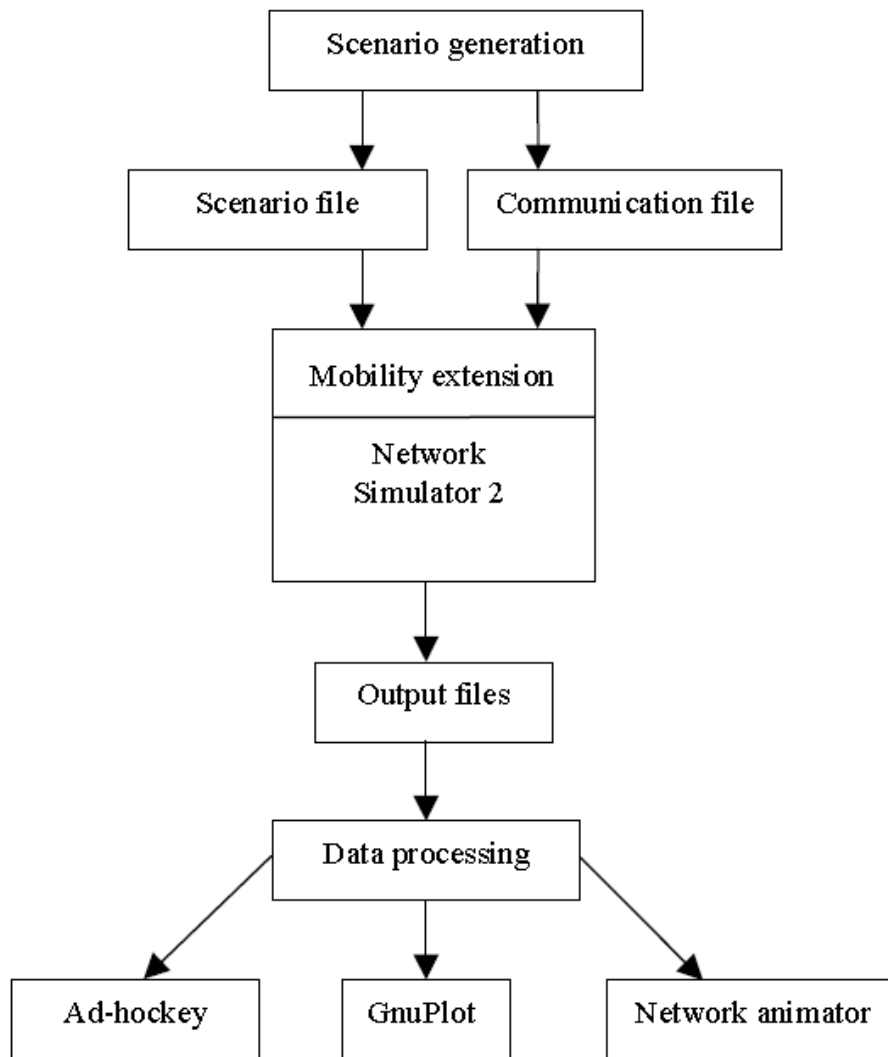 Scenario generation
Scenario file
Communication file
Mobility extension
Network
Simulator 2
Output files
Data processing
Ad-hockey
GnuPlot
Network animator